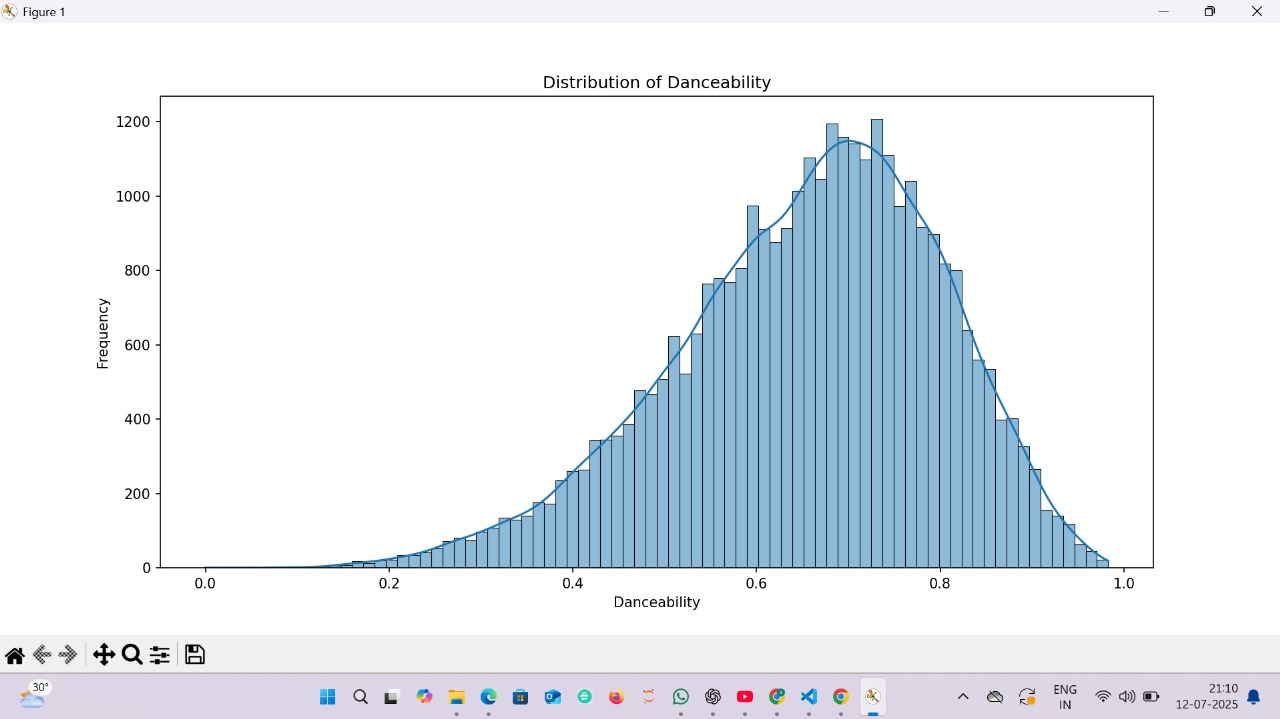 Figure 1
Distribution of Danceability
1200
1000
800
600
400
200
0
Frequency
0.0 0.2 0.4 0.6 0.8 1.0
Danceability
30°
ENG
IN
21:10
12-07-2025